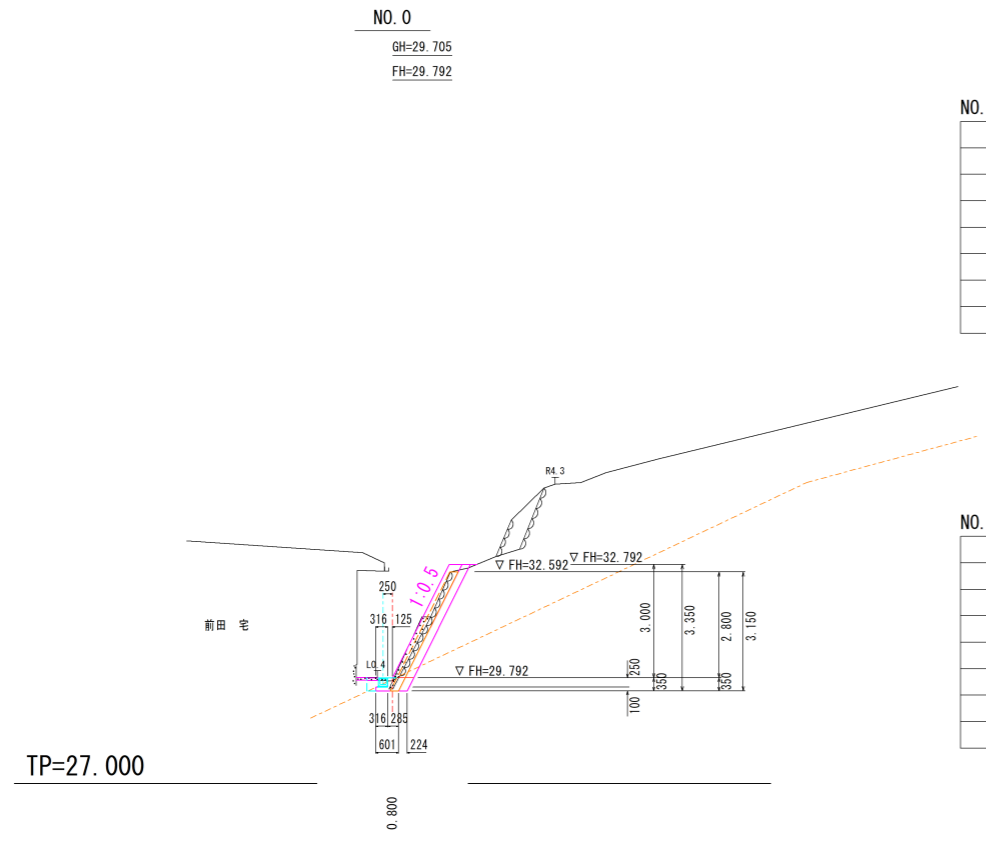 NO. 0
GH=29.705
FH=29.792
NO.
R4.3
▽ FH=32.592
▽ FH=32.792
1:0.5
250
316
125
3.000
3.350
2.800
3.150
前田 宅
L0.4
▽ FH=29.792
250
350
350
100
316
285
601
224
NO.
TP=27.000
0.800